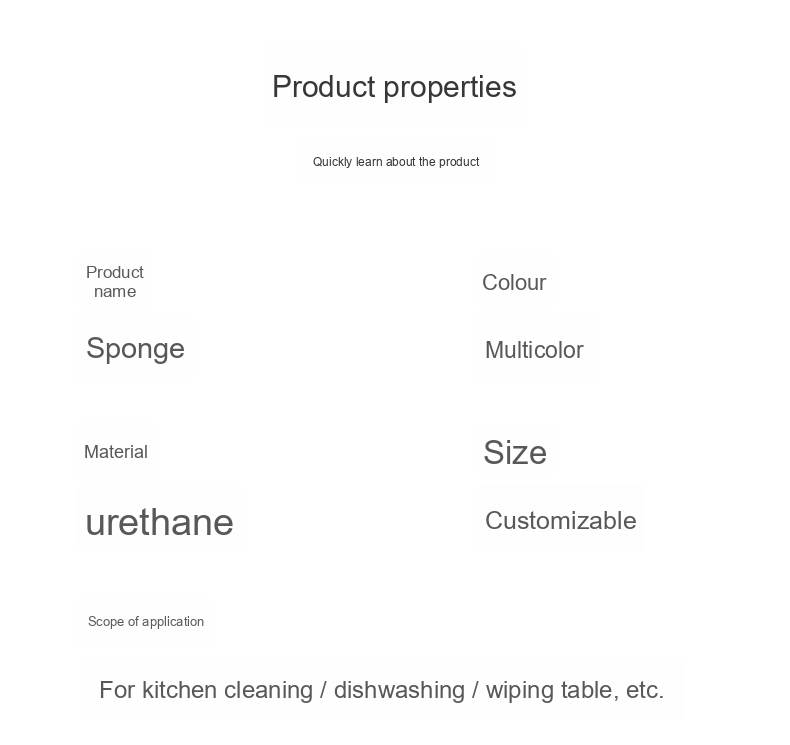 Product properties
Quickly learn about the product
Product
name
Colour
Sponge
Multicolor
Material
Size
urethane
Customizable
Scope of application
For kitchen cleaning / dishwashing / wiping table, etc.